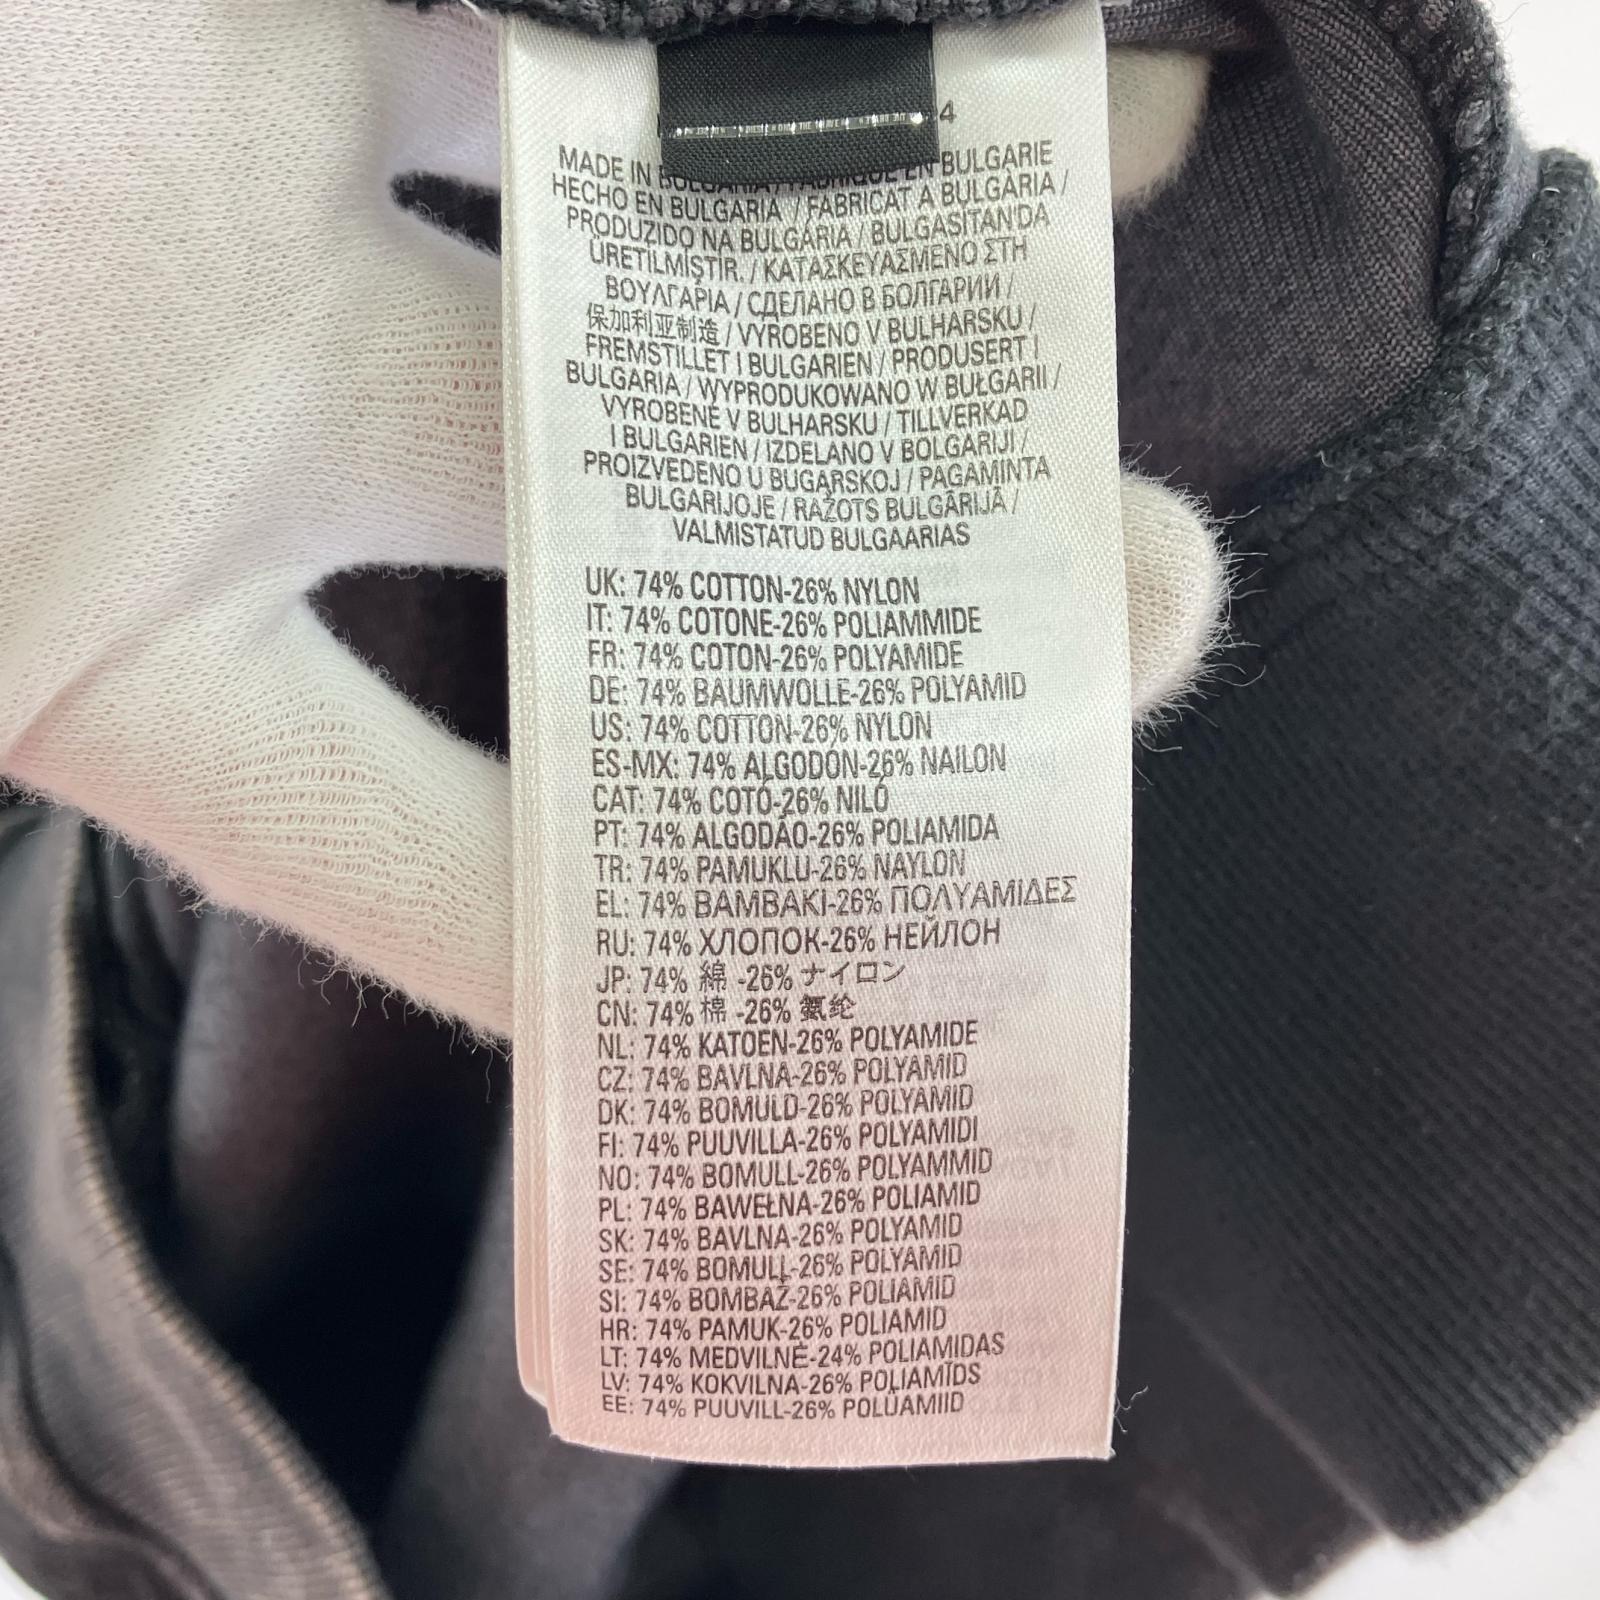 4
MADE IN BULGARIA / FABRIQUÉ EN BULGARIE
HECHO EN BULGARIA / FABRICAT A BULGÀRIA /
PRODUZIDO NA BULGÁRIA / BULGASITAN'DA
ÜRETILMIŞTIR. / ΚΑΤΑΣΚΕΥΑΣΜΕΝΟ ΣΤΗ
ΒΟΥΛΓΑΡΙΑ / СДЕЛАНО В БОЛГАРИИ /
保加利亚制造 / VYROBENO V BULHARSKU /
FREMSTILLET I BULGARIEN / PRODUSERT I
BULGARIA / WYPRODUKOWANO W BUŁGARII /
VYROBENÉ V BULHARSKU / TILLVERKAD
I BULGARIEN / IZDELANO V BOLGARIJI /
PROIZVEDENO U BUGARSKOJ / PAGAMINTA
BULGARIJOJE / RAŽOTS BULGĀRIJĀ /
VALMISTATUD BULGAARIAS
UK: 74% COTTON-26% NYLON
IT: 74% COTONE-26% POLIAMMIDE
FR: 74% COTON-26% POLYAMIDE
DE: 74% BAUMWOLLE-26% POLYAMID
US: 74% COTTON-26% NYLON
ES-MX: 74% ALGODÓN-26% NAILON
CAT: 74% COTÓ-26% NILÓ
PT: 74% ALGODÃO-26% POLIAMIDA
TR: 74% PAMUKLU-26% NAYLON
EL: 74% ΒΑΜΒΑΚΙ-26% ΠΟΛΥΑΜΙΔΕΣ
RU: 74% ХЛОПОК-26% НЕЙЛОН
JP: 74% 綿 -26% ナイロン
CN: 74% 棉 -26% 氨纶
NL: 74% KATOEN-26% POLYAMIDE
CZ: 74% BAVLNA-26% POLYAMID
DK: 74% BOMULD-26% POLYAMID
FI: 74% PUUVILLA-26% POLYAMIDI
NO: 74% BOMULL-26% POLYAMMID
PL: 74% BAWEŁNA-26% POLIAMID
SK: 74% BAVLNA-26% POLYAMID
SE: 74% BOMULL-26% POLYAMID
SI: 74% BOMBAŽ-26% POLIAMID
HR: 74% PAMUK-26% POLIAMID
LT: 74% MEDVILNĖ-24% POLIAMIDAS
LV: 74% KOKVILNA-26% POLIAMĪDS
EE: 74% PUUVILL-26% POLÜAMIID